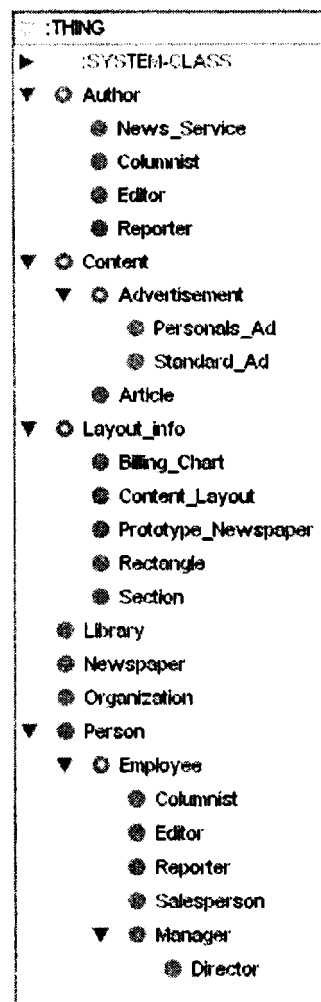 :THING
:SYSTEM-CLASS
Author
News_Service
Columnist
Editor
Reporter
Content
Advertisement
Personals_Ad
Standard_Ad
Article
Layout_info
Billing_Chart
Content_Layout
Prototype_Newspaper
Rectangle
Section
Library
Newspaper
Organization
Person
Employee
Columnist
Editor
Reporter
Salesperson
Manager
Director